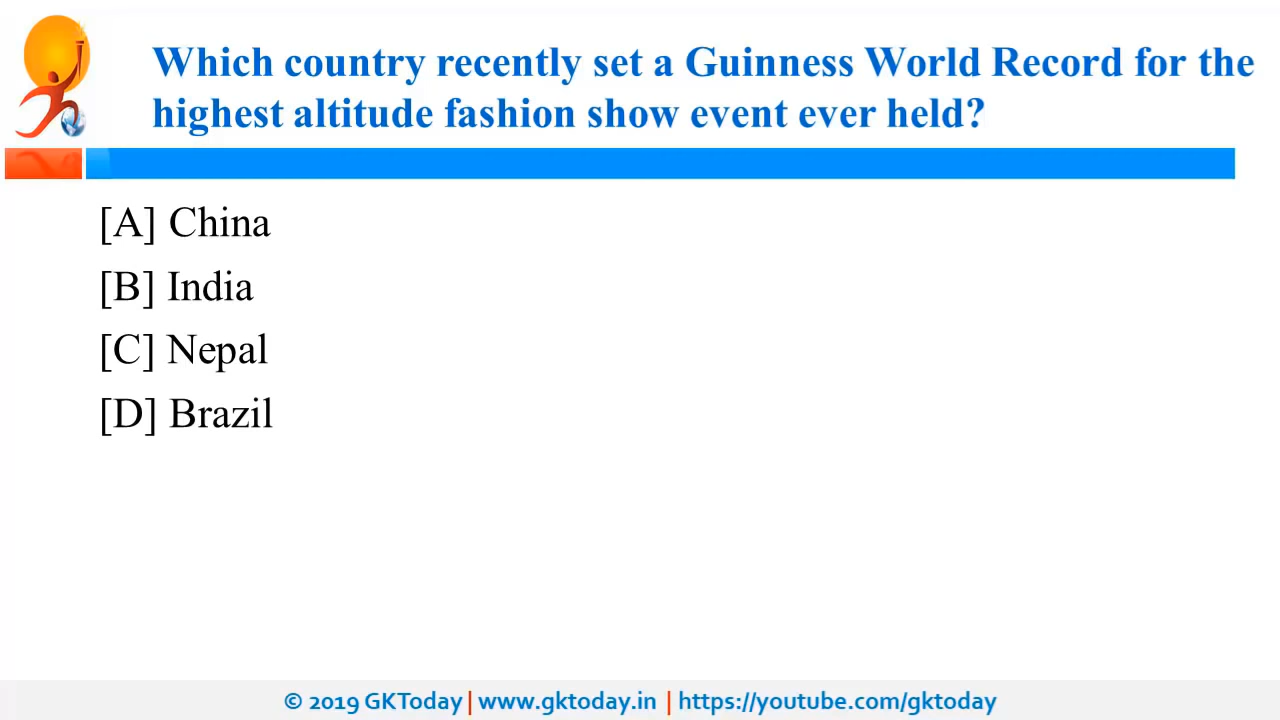 Which country recently set a Guinness World Record for the
highest altitude fashion show event ever held?
[A] China
[B] India
[C] Nepal
[D] Brazil
© 2019 GKToday | www.gktoday.in | https://youtube.com/gktoday